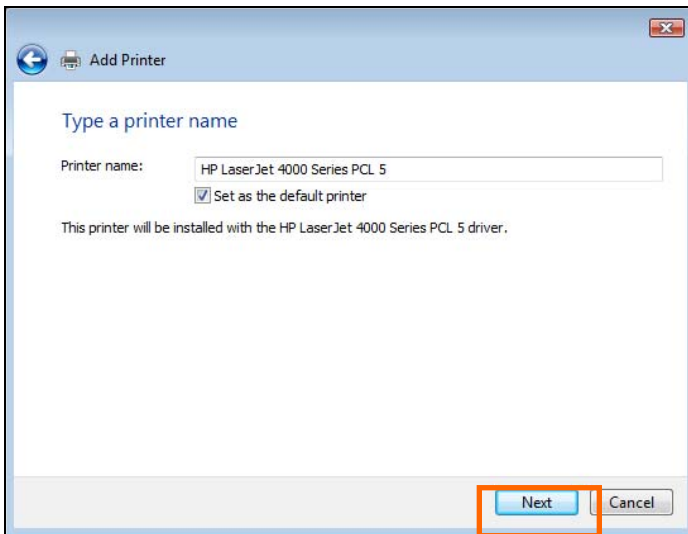 Add Printer
Type a printer name
Printer name: HP LaserJet 4000 Series PCL 5
Set as the default printer
This printer will be installed with the HP LaserJet 4000 Series PCL 5 driver.
Next Cancel